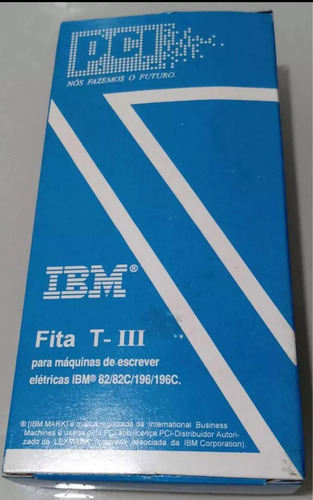 PCI
NÓS FAZEMOS O FUTURO.
IBM®
Fita T-III
para máquinas de escrever
elétricas IBM® 82/82C/196/196C.
® [IBM MARK] é marca registrada da International Business
Machines e usada pela PCI sob licença PCI-Distribuidor Autori-
zado da LEXMARK (empresa associada da IBM Corporation).